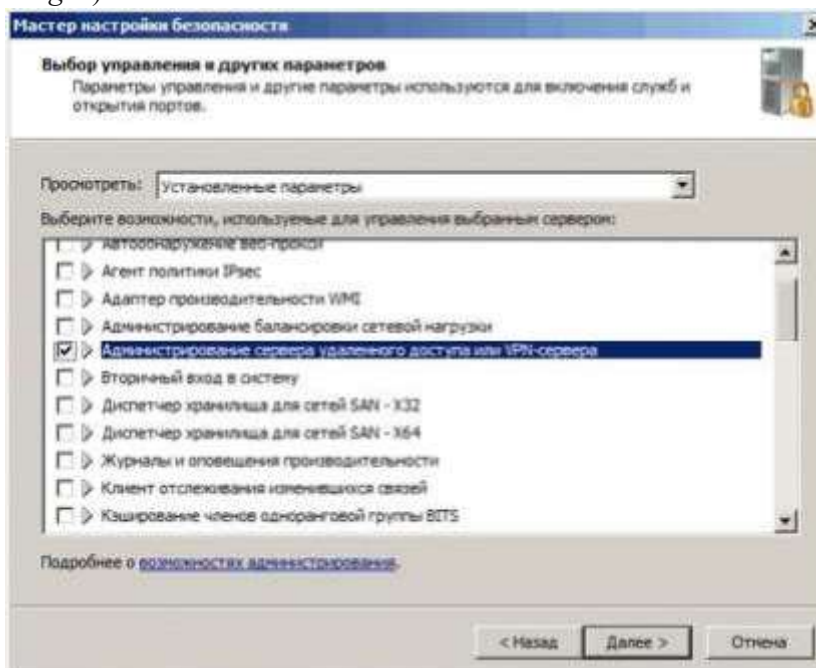 Мастер настройки безопасности
Выбор управления и других параметров
Параметры управления и другие параметры используются для включения служб и
открытия портов.
Просмотреть: Установленные параметры
Выберите возможности, используемые для управления выбранным сервером:
Автообнаружение веб-прокси
Агент политики IPsec
Адаптер производительности WMI
Администрирование балансировки сетевой нагрузки
Администрирование сервера удаленного доступа или VPN-сервера
Вторичный вход в систему
Диспетчер хранилища для сетей SAN - X32
Диспетчер хранилища для сетей SAN - X64
Журналы и оповещения производительности
Клиент отслеживания изменившихся связей
Кэширование членов одноранговой группы BITS
Подробнее о возможностях администрирования.
< Назад Далее > Отмена